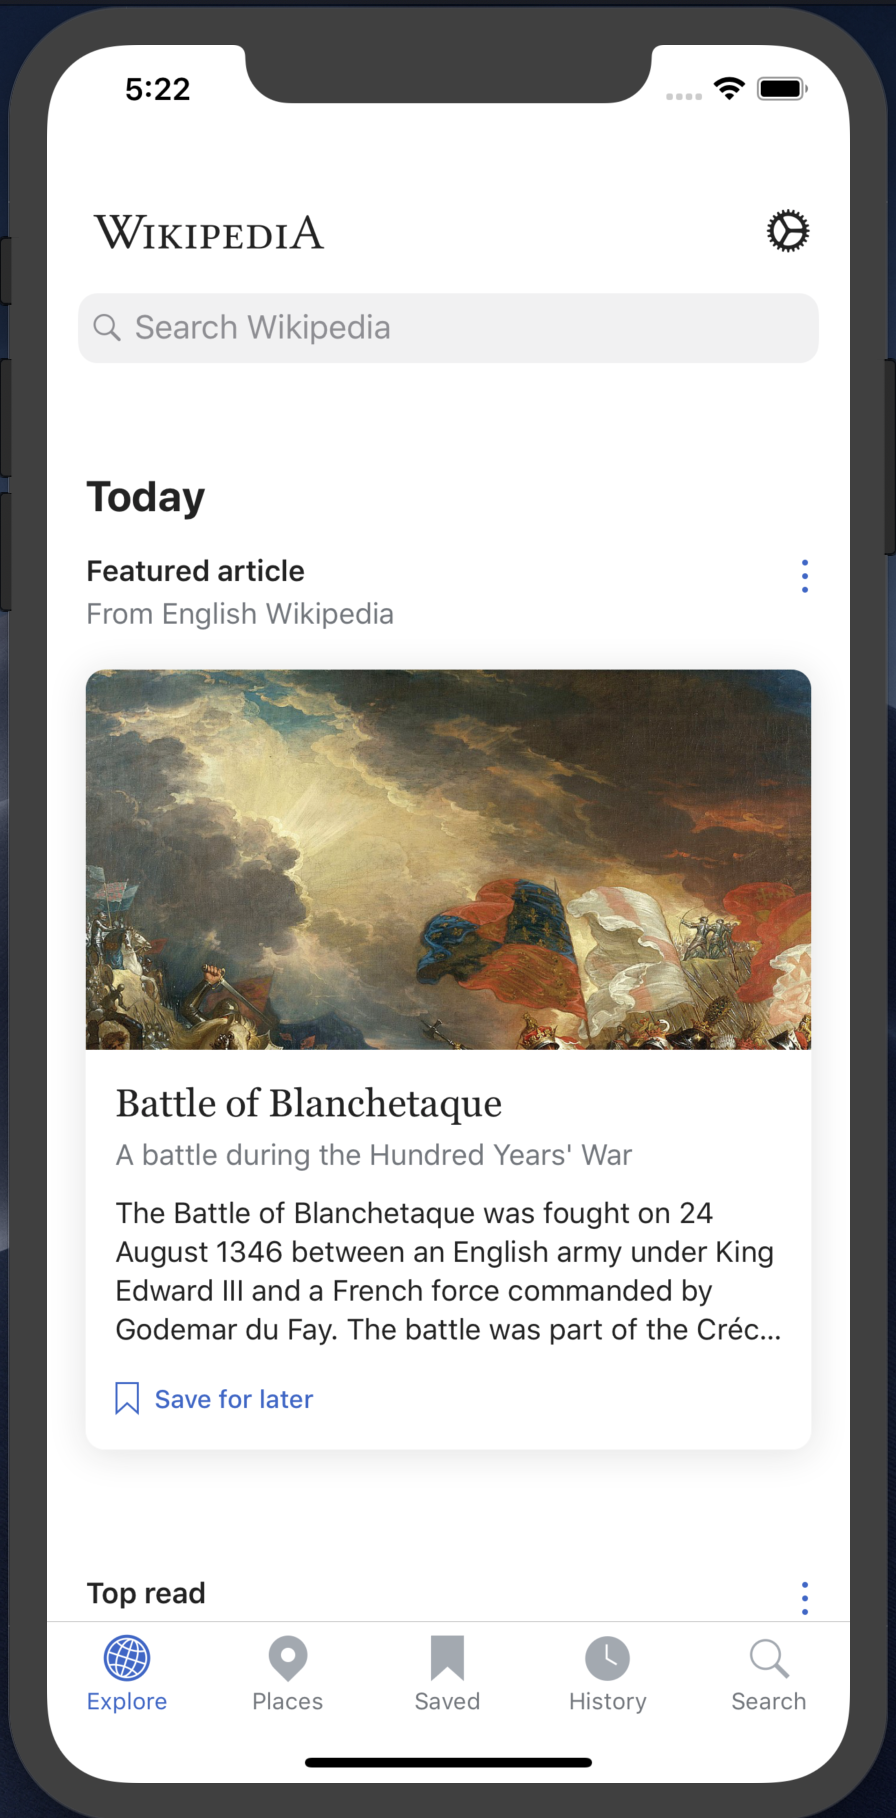 5:22
WIKIPEDIA
Search Wikipedia
Today
Featured article
From English Wikipedia
Battle of Blanchetaque
A battle during the Hundred Years' War
The Battle of Blanchetaque was fought on 24
August 1346 between an English army under King
Edward III and a French force commanded by
Godemar du Fay. The battle was part of the Créc...
Save for later
Top read
Explore Places Saved History Search